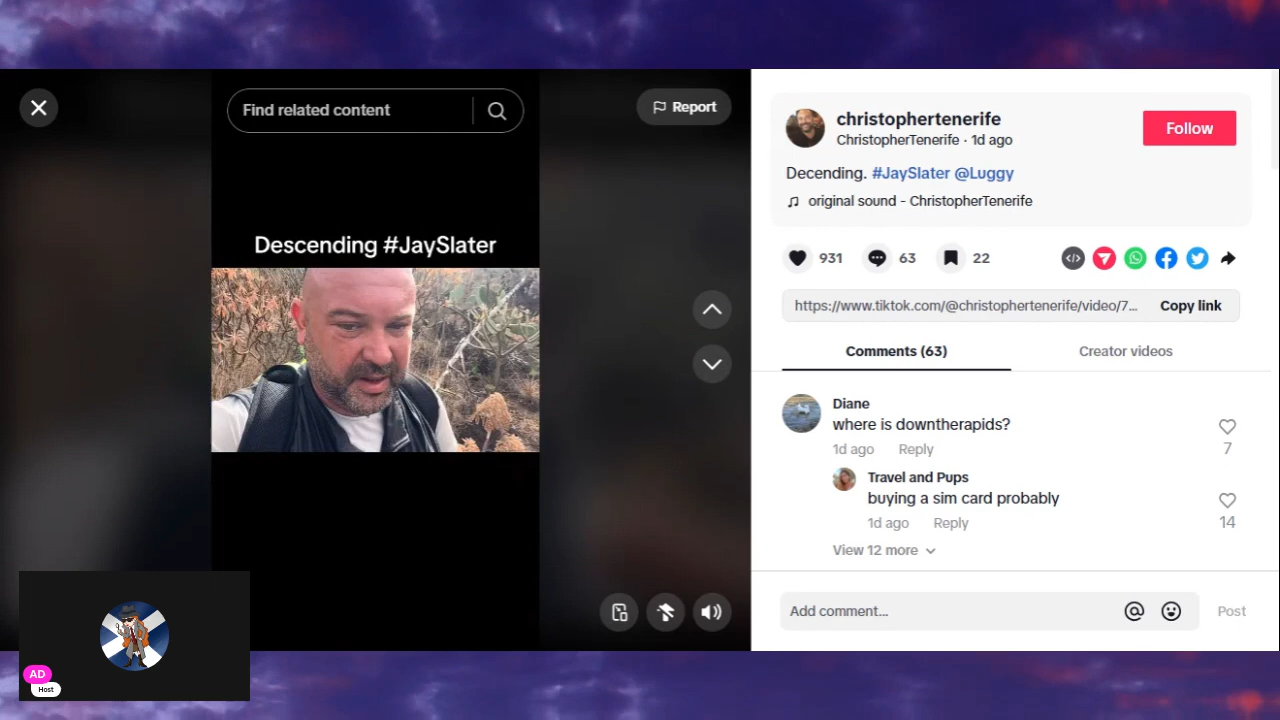 Find related content
Report
Descending #JaySlater
AD
Host
christophertenerife
ChristopherTenerife · 1d ago
Follow
Decending. #JaySlater @Luggy
original sound - ChristopherTenerife
931
63
22
https://www.tiktok.com/@christophertenerife/video/7...
Copy link
Comments (63)
Creator videos
Diane
where is downtherapids?
1d ago
Reply
7
Travel and Pups
buying a sim card probably
1d ago
Reply
14
View 12 more
Add comment...
Post